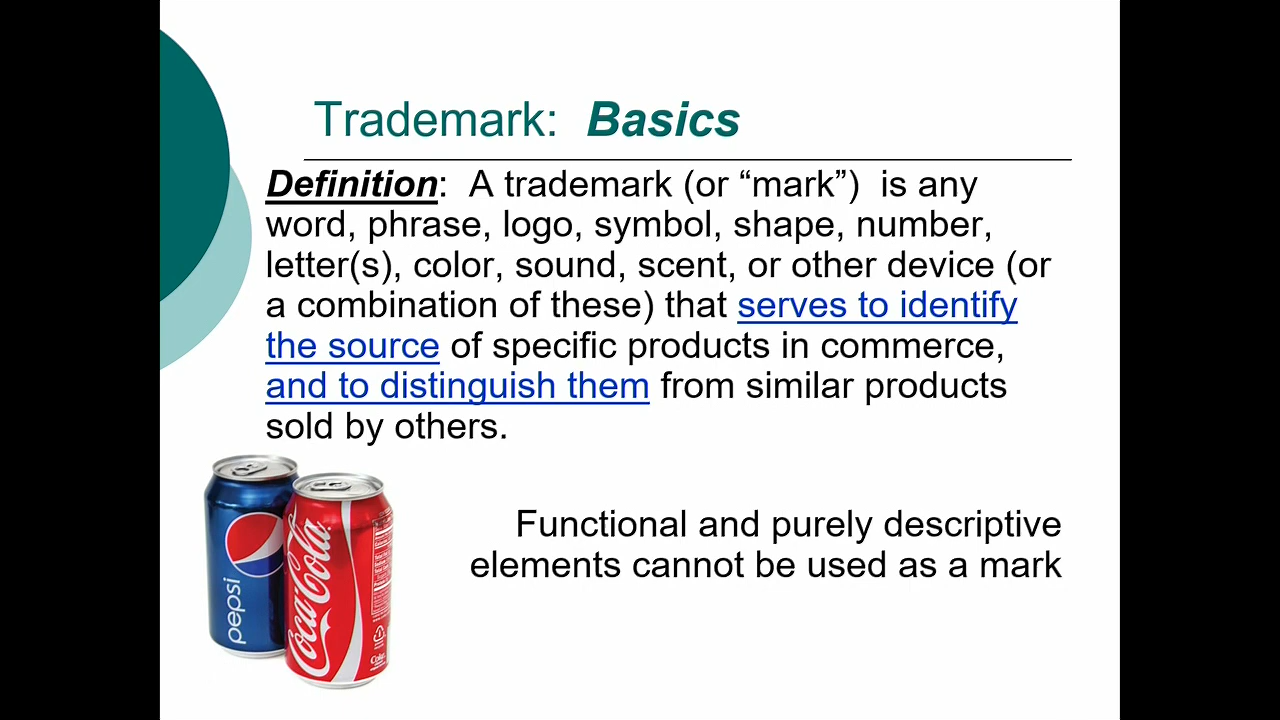 Trademark: Basics
Definition: A trademark (or “mark”) is any
word, phrase, logo, symbol, shape, number,
letter(s), color, sound, scent, or other device (or
a combination of these) that serves to identify
the source of specific products in commerce,
and to distinguish them from similar products
sold by others.
Functional and purely descriptive
elements cannot be used as a mark
pepsi
Coca-Cola
Coke